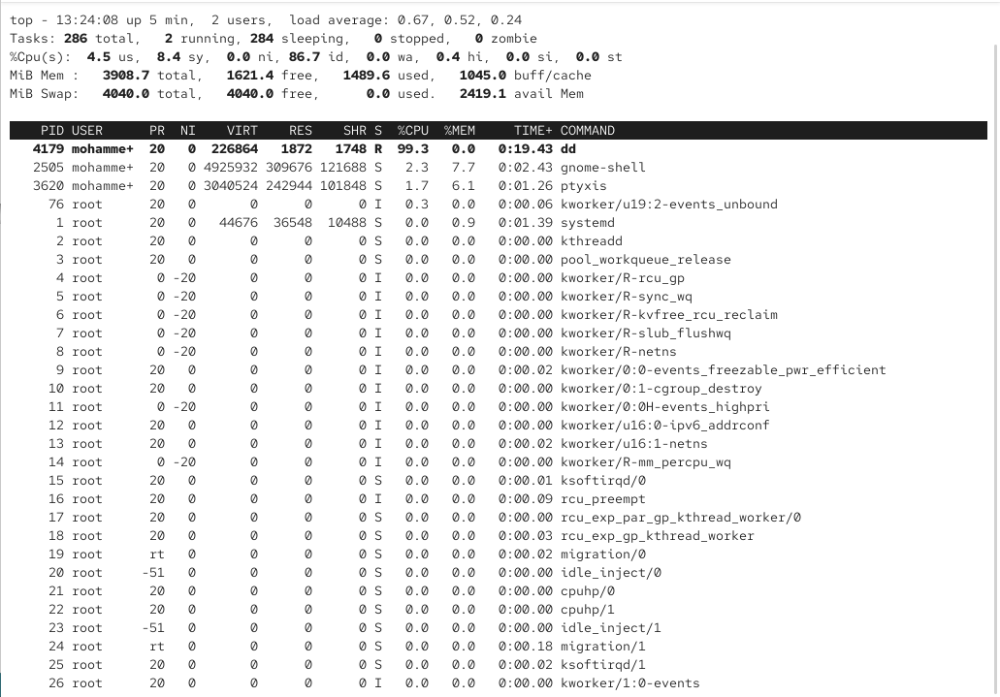 top - 13:24:08 up 5 min,  2 users,  load average: 0.67, 0.52, 0.24
Tasks: 286 total,   2 running, 284 sleeping,   0 stopped,   0 zombie
%Cpu(s):  4.5 us,  8.4 sy,  0.0 ni, 86.7 id,  0.0 wa,  0.4 hi,  0.0 si,  0.0 st
MiB Mem :   3908.7 total,   1621.4 free,   1489.6 used,   1045.0 buff/cache
MiB Swap:   4040.0 total,   4040.0 free,      0.0 used.   2419.1 avail Mem
PID USER      PR  NI    VIRT    RES    SHR S  %CPU  %MEM     TIME+ COMMAND
4179 mohamme+  20   0  226864   1872   1748 R  99.3   0.0   0:19.43 dd
2505 mohamme+  20   0 4925932 309676 121688 S   2.3   7.7   0:02.43 gnome-shell
3620 mohamme+  20   0 3040524 242944 101848 S   1.7   6.1   0:01.26 ptyxis
76 root      20   0       0      0      0 I   0.3   0.0   0:00.06 kworker/u19:2-events_unbound
1 root      20   0   44676  36548  10488 S   0.0   0.9   0:01.39 systemd
2 root      20   0       0      0      0 S   0.0   0.0   0:00.00 kthreadd
3 root      20   0       0      0      0 S   0.0   0.0   0:00.00 pool_workqueue_release
4 root       0 -20       0      0      0 I   0.0   0.0   0:00.00 kworker/R-rcu_gp
5 root       0 -20       0      0      0 I   0.0   0.0   0:00.00 kworker/R-sync_wq
6 root       0 -20       0      0      0 I   0.0   0.0   0:00.00 kworker/R-kvfree_rcu_reclaim
7 root       0 -20       0      0      0 I   0.0   0.0   0:00.00 kworker/R-slub_flushwq
8 root       0 -20       0      0      0 I   0.0   0.0   0:00.00 kworker/R-netns
9 root      20   0       0      0      0 I   0.0   0.0   0:00.02 kworker/0:0-events_freezable_pwr_efficient
10 root      20   0       0      0      0 I   0.0   0.0   0:00.00 kworker/0:1-cgroup_destroy
11 root       0 -20       0      0      0 I   0.0   0.0   0:00.00 kworker/0:0H-events_highpri
12 root      20   0       0      0      0 I   0.0   0.0   0:00.00 kworker/u16:0-ipv6_addrconf
13 root      20   0       0      0      0 I   0.0   0.0   0:00.02 kworker/u16:1-netns
14 root       0 -20       0      0      0 I   0.0   0.0   0:00.00 kworker/R-mm_percpu_wq
15 root      20   0       0      0      0 S   0.0   0.0   0:00.01 ksoftirqd/0
16 root      20   0       0      0      0 I   0.0   0.0   0:00.09 rcu_preempt
17 root      20   0       0      0      0 S   0.0   0.0   0:00.00 rcu_exp_par_gp_kthread_worker/0
18 root      20   0       0      0      0 S   0.0   0.0   0:00.03 rcu_exp_gp_kthread_worker
19 root      rt   0       0      0      0 S   0.0   0.0   0:00.02 migration/0
20 root     -51   0       0      0      0 S   0.0   0.0   0:00.00 idle_inject/0
21 root      20   0       0      0      0 S   0.0   0.0   0:00.00 cpuhp/0
22 root      20   0       0      0      0 S   0.0   0.0   0:00.00 cpuhp/1
23 root     -51   0       0      0      0 S   0.0   0.0   0:00.00 idle_inject/1
24 root      rt   0       0      0      0 S   0.0   0.0   0:00.18 migration/1
25 root      20   0       0      0      0 S   0.0   0.0   0:00.02 ksoftirqd/1
26 root      20   0       0      0      0 I   0.0   0.0   0:00.00 kworker/1:0-events